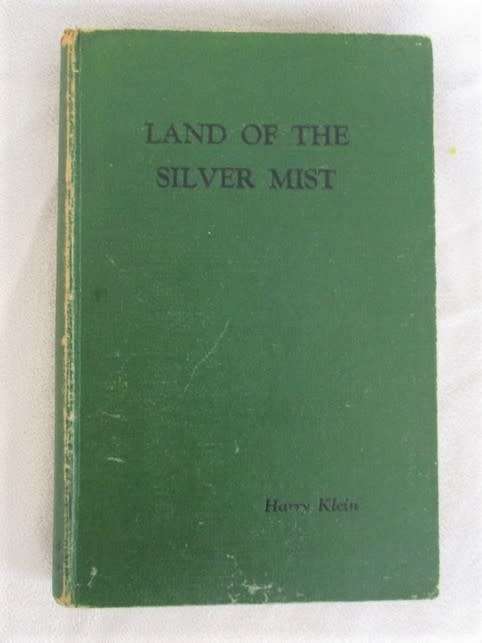 LAND OF THE
SILVER MIST
Harry Klein